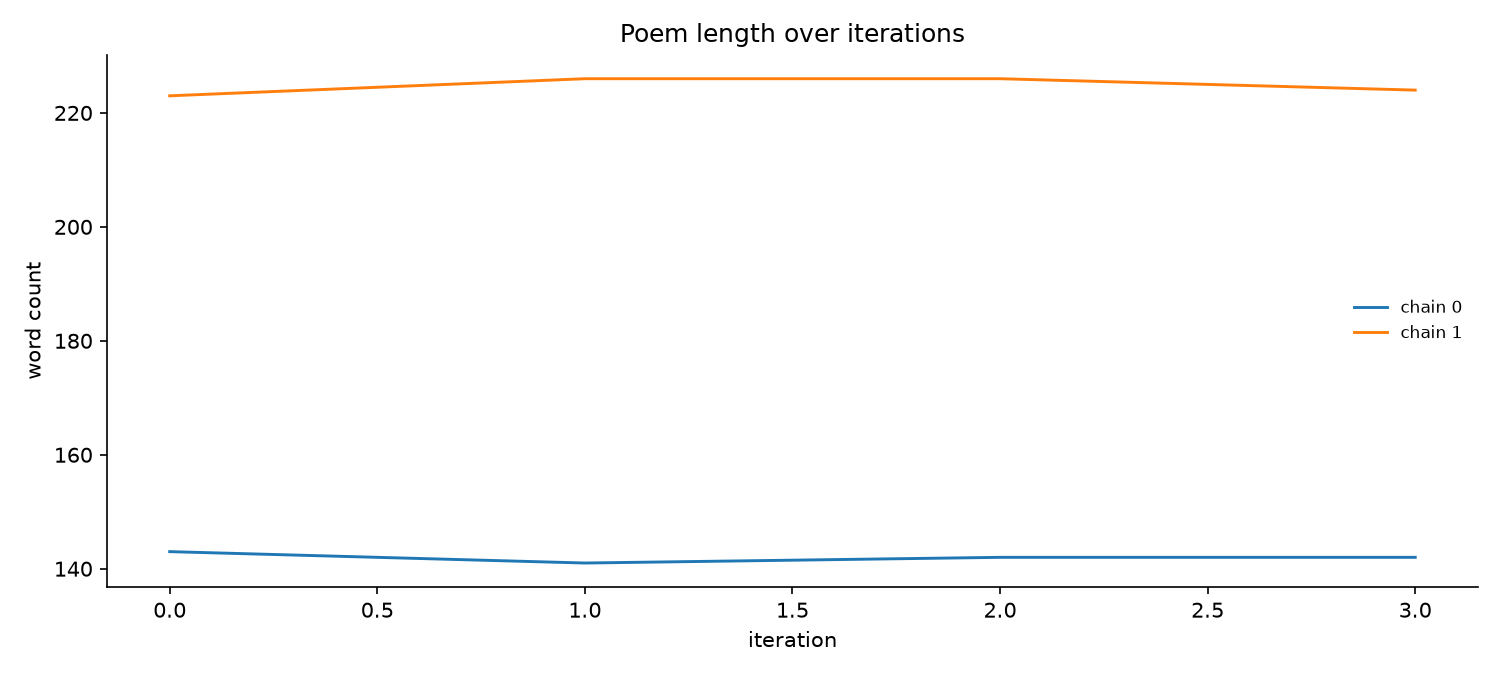 Poem length over iterations
220
200
180
160
140
word count
chain 0
chain 1
0.0 0.5 1.0 1.5 2.0 2.5 3.0
iteration